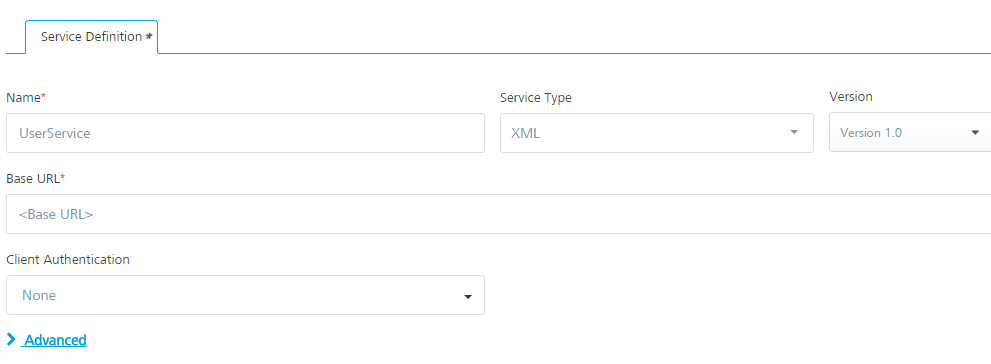 Service Definition *
Name* Service Type Version
UserService XML Version 1.0
Base URL*
<Base URL>
Client Authentication
None
Advanced